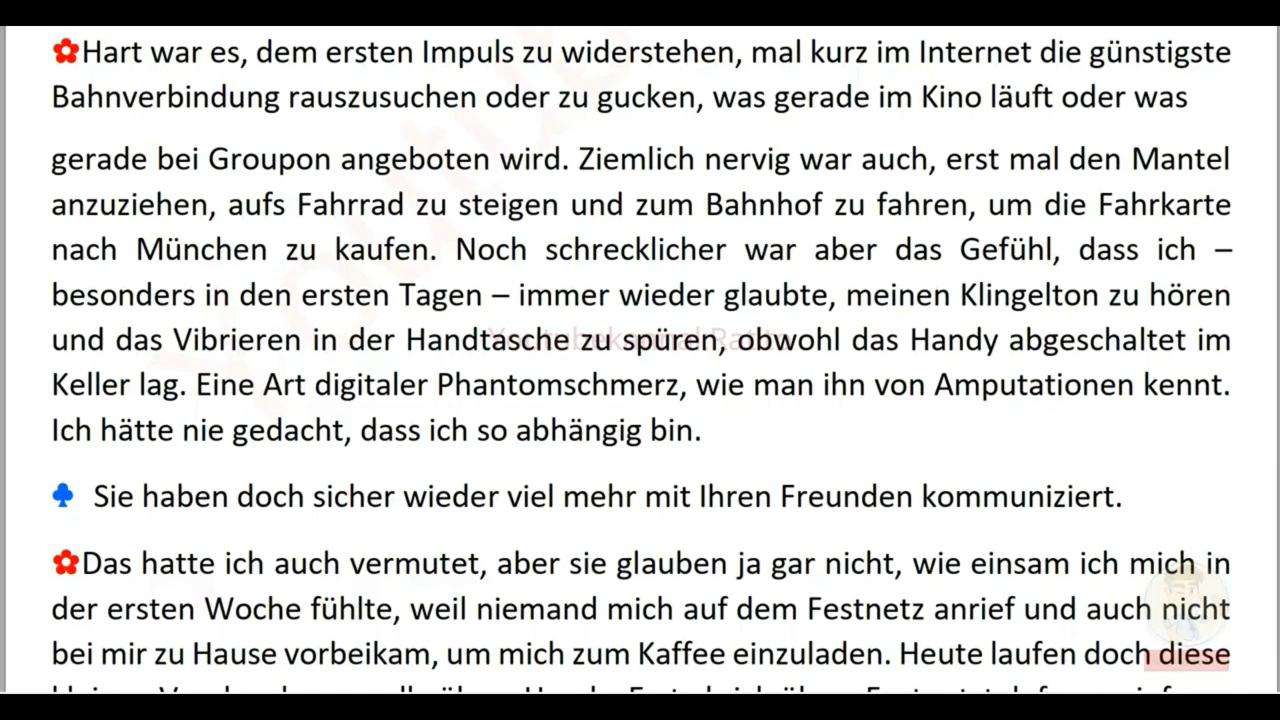 Hart war es, dem ersten Impuls zu widerstehen, mal kurz im Internet die günstigste
Bahnverbindung rauszusuchen oder zu gucken, was gerade im Kino läuft oder was
gerade bei Groupon angeboten wird. Ziemlich nervig war auch, erst mal den Mantel
anzuziehen, aufs Fahrrad zu steigen und zum Bahnhof zu fahren, um die Fahrkarte
nach München zu kaufen. Noch schrecklicher war aber das Gefühl, dass ich –
besonders in den ersten Tagen – immer wieder glaubte, meinen Klingelton zu hören
und das Vibrieren in der Handtasche zu spüren, obwohl das Handy abgeschaltet im
Keller lag. Eine Art digitaler Phantomschmerz, wie man ihn von Amputationen kennt.
Ich hätte nie gedacht, dass ich so abhängig bin.
Sie haben doch sicher wieder viel mehr mit Ihren Freunden kommuniziert.
Das hatte ich auch vermutet, aber sie glauben ja gar nicht, wie einsam ich mich in
der ersten Woche fühlte, weil niemand mich auf dem Festnetz anrief und auch nicht
bei mir zu Hause vorbeikam, um mich zum Kaffee einzuladen. Heute laufen doch diese